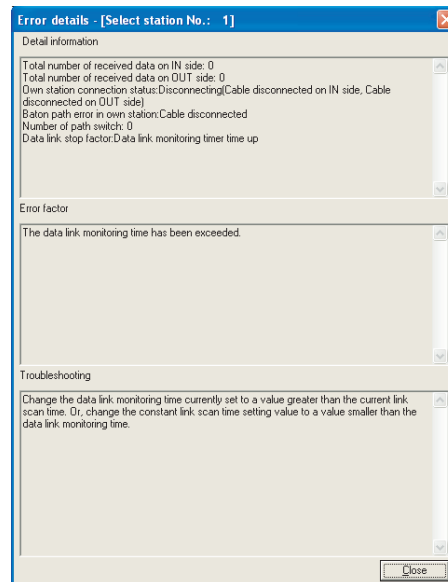 Error details - [Select station No.: 1]
Detail information
Total number of received data on IN side: 0
Total number of received data on OUT side: 0
Own station connection status:Disconnecting(Cable disconnected on IN side, Cable
disconnected on OUT side)
Baton path error in own station:Cable disconnected
Number of path switch: 0
Data link stop factor:Data link monitoring timer time up
Error factor
The data link monitoring time has been exceeded.
Troubleshooting
Change the data link monitoring time currently set to a value greater than the current link
scan time. Or, change the constant link scan time setting value to a value smaller than the
data link monitoring time.
Close